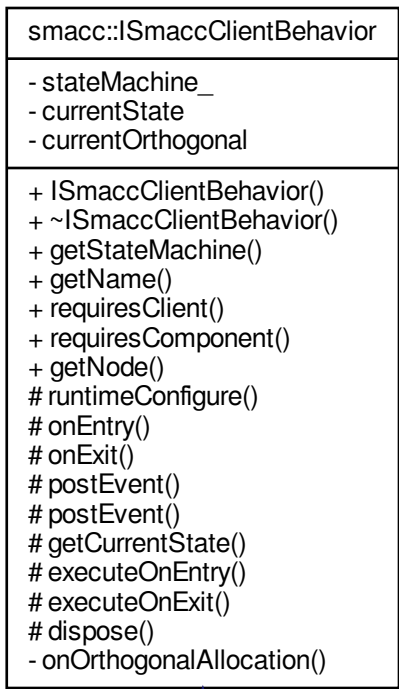 smacc::ISmaccClientBehavior
- stateMachine_
- currentState
- currentOrthogonal
+ ISmaccClientBehavior()
+ ~ISmaccClientBehavior()
+ getStateMachine()
+ getName()
+ requiresClient()
+ requiresComponent()
+ getNode()
# runtimeConfigure()
# onEntry()
# onExit()
# postEvent()
# postEvent()
# getCurrentState()
# executeOnEntry()
# executeOnExit()
# dispose()
- onOrthogonalAllocation()